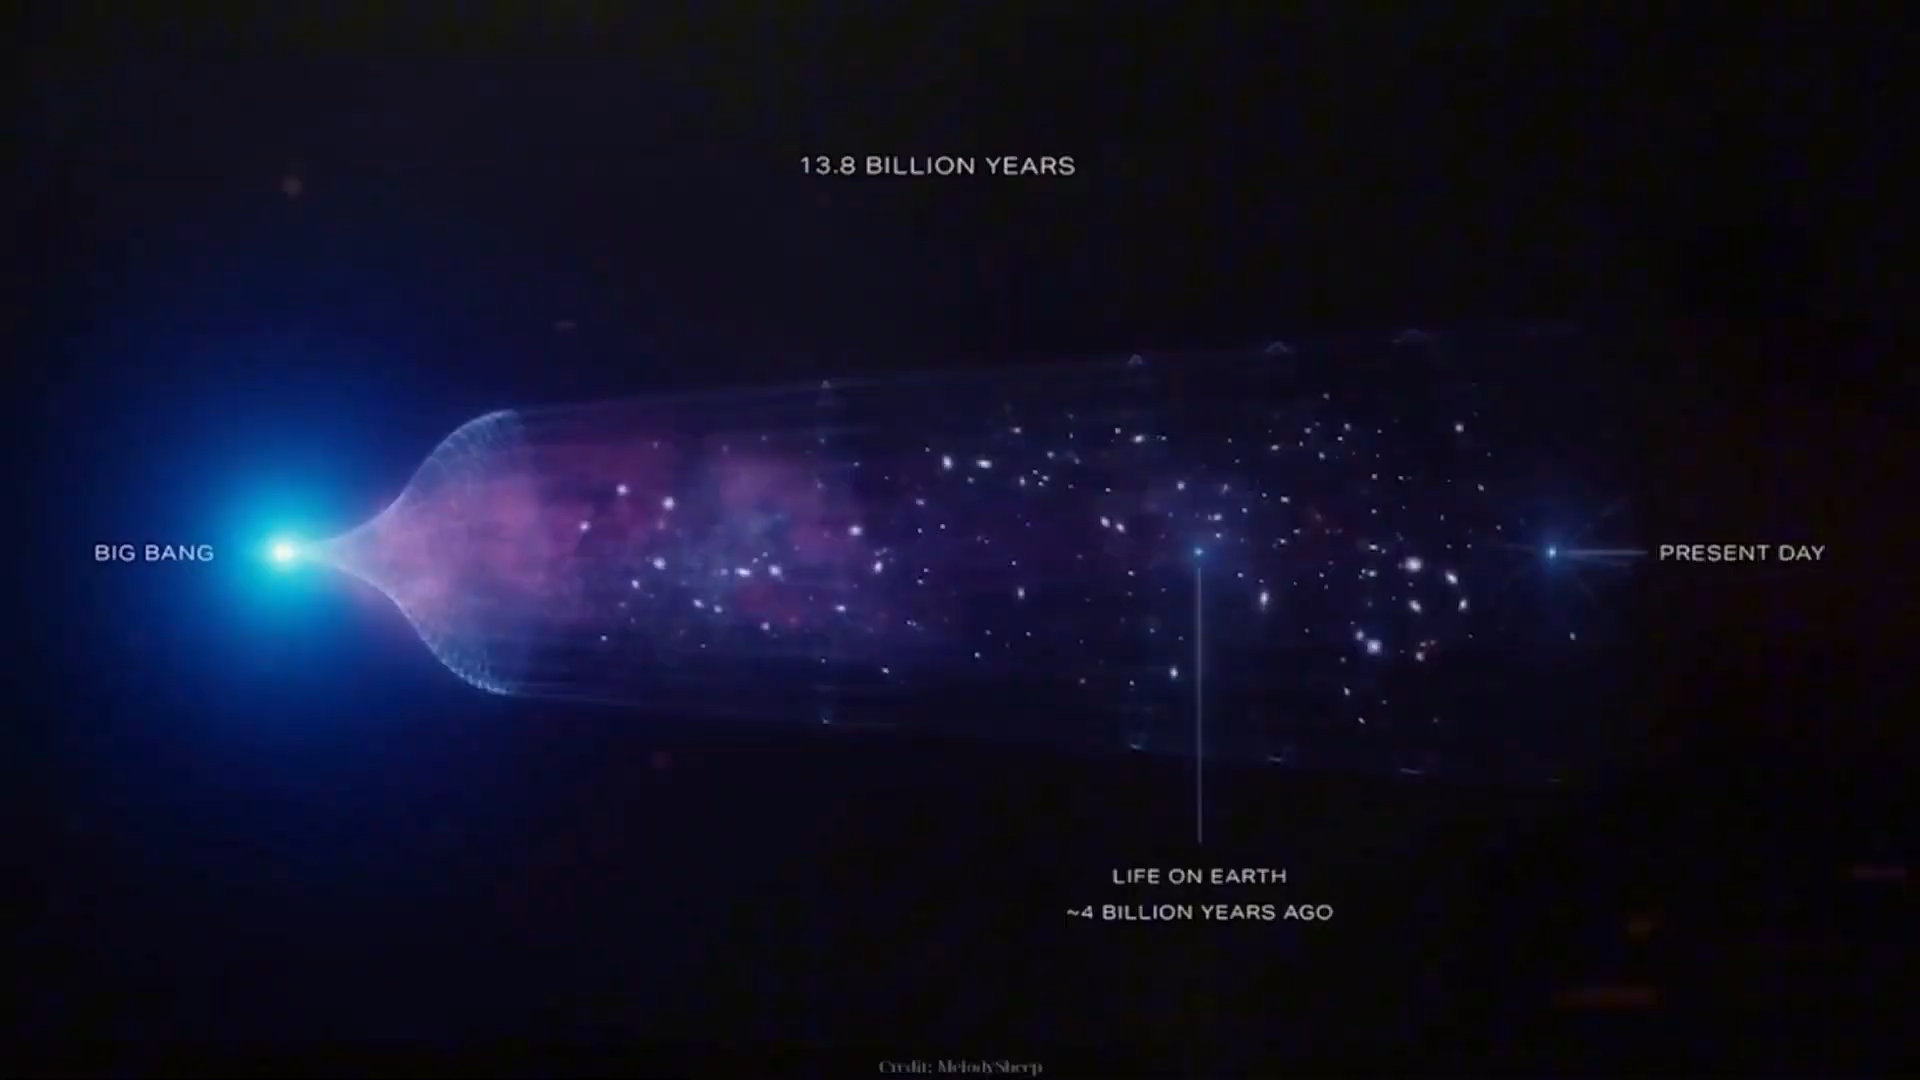 13.8 BILLION YEARS
BIG BANG
PRESENT DAY
LIFE ON EARTH
~4 BILLION YEARS AGO
Credit: MelodySheep